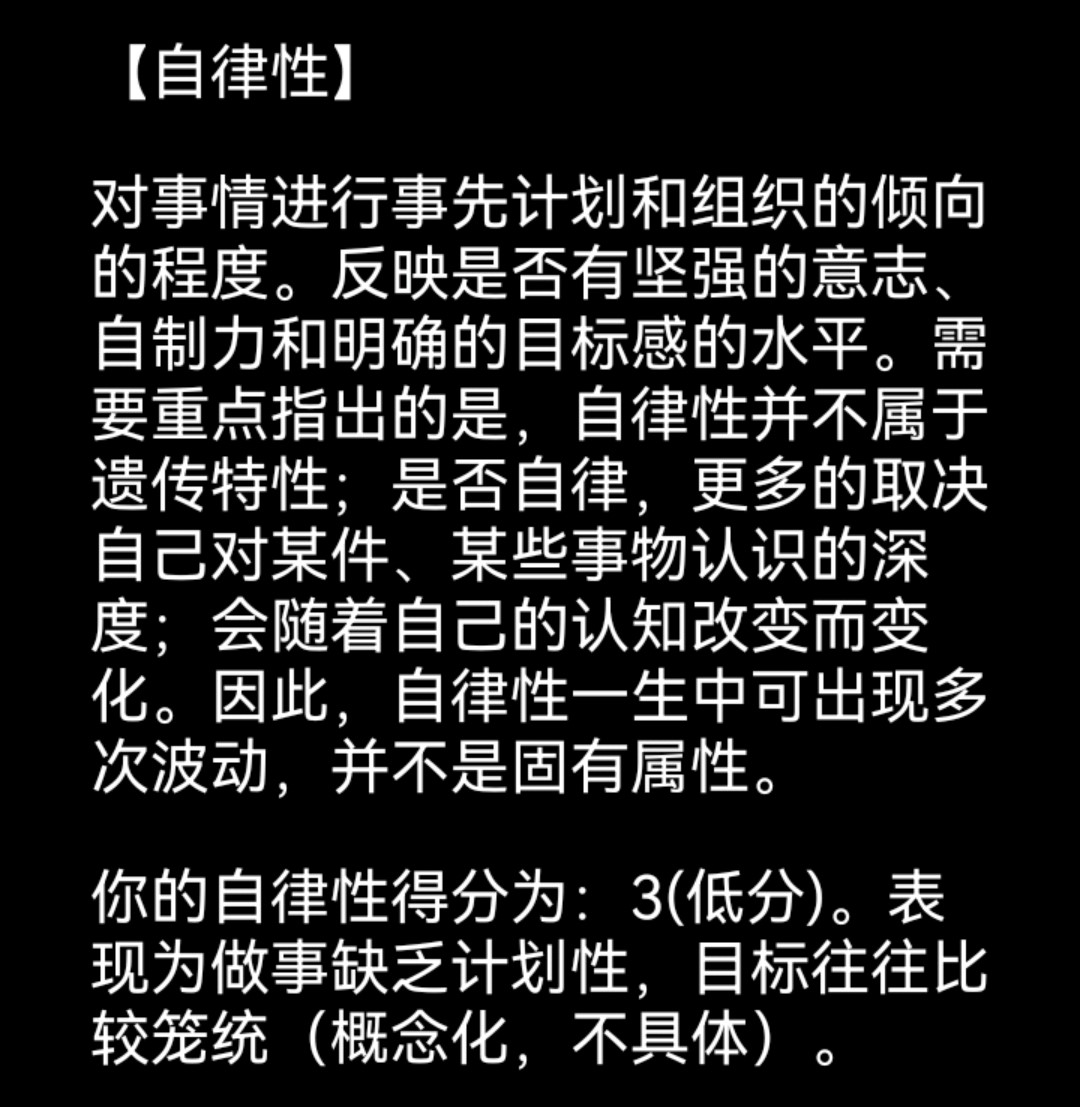 【自律性】
对事情进行事先计划和组织的倾向
的程度。反映是否有坚强的意志、
自制力和明确的目标感的水平。需
要重点指出的是，自律性并不属于
遗传特性；是否自律，更多的取决
自己对某件、某些事物认识的深
度；会随着自己的认知改变而变
化。因此，自律性一生中可出现多
次波动，并不是固有属性。
你的自律性得分为：3(低分)。表
现为做事缺乏计划性，目标往往比
较笼统（概念化，不具体）。